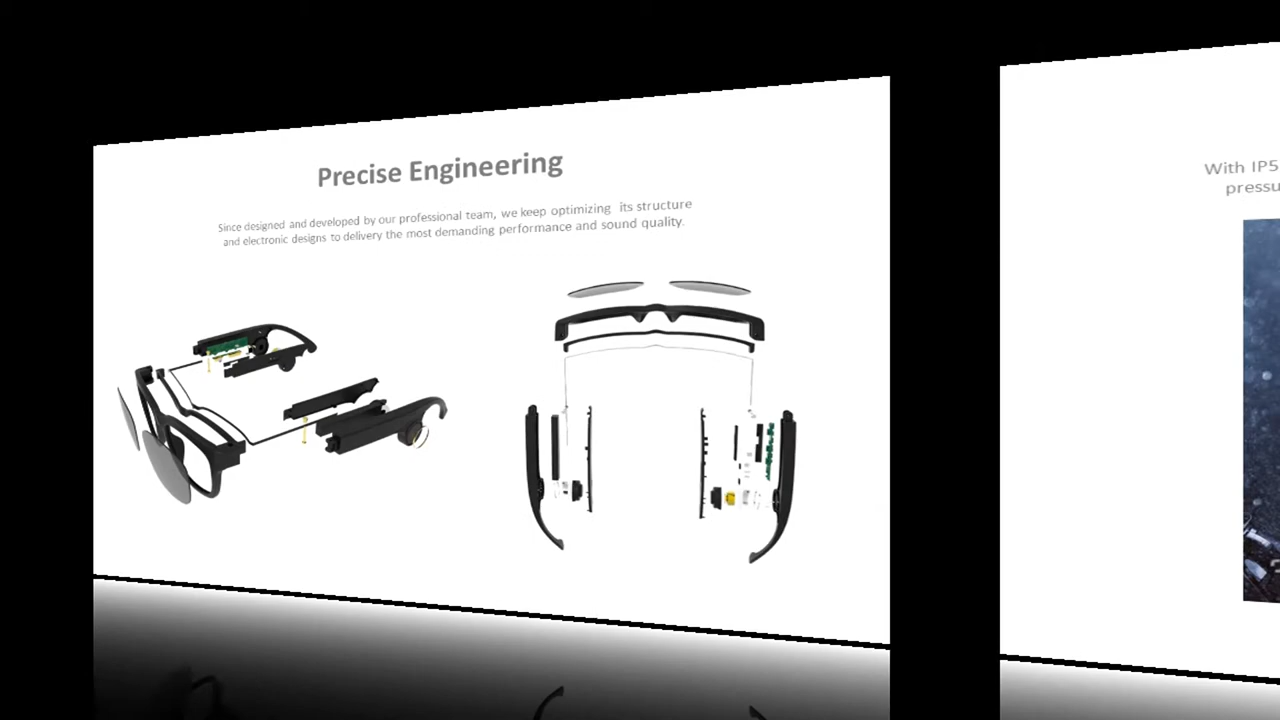 Precise Engineering
Since designed and developed by our professional team, we keep optimizing its structure
and electronic designs to delivery the most demanding performance and sound quality.
With IP5
pressu